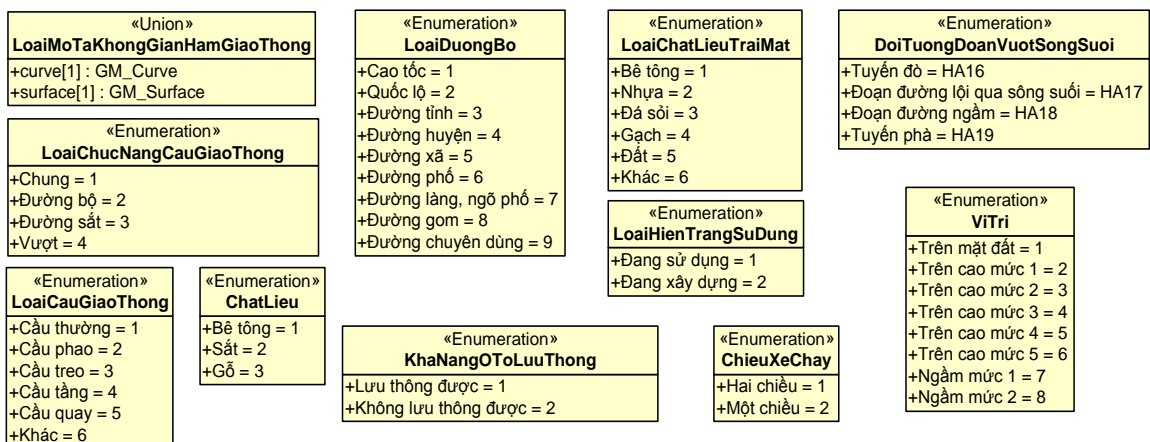 «Union»
LoaiMoTaKhongGianHamGiaoThong
+curve[1] : GM_Curve
+surface[1] : GM_Surface
«Enumeration»
LoaiChucNangCauGiaoThong
+Chung = 1
+Đường bộ = 2
+Đường sắt = 3
+Vượt = 4
«Enumeration»
LoaiCauGiaoThong
+Cầu thường = 1
+Cầu phao = 2
+Cầu treo = 3
+Cầu tầng = 4
+Cầu quay = 5
+Khác = 6
«Enumeration»
ChatLieu
+Bê tông = 1
+Sắt = 2
+Gỗ = 3
«Enumeration»
LoaiDuongBo
+Cao tốc = 1
+Quốc lộ = 2
+Đường tỉnh = 3
+Đường huyện = 4
+Đường xã = 5
+Đường phố = 6
+Đường làng, ngõ phố = 7
+Đường gom = 8
+Đường chuyên dùng = 9
«Enumeration»
KhaNangOToLuuThong
+Lưu thông được = 1
+Không lưu thông được = 2
«Enumeration»
LoaiChatLieuTraiMat
+Bê tông = 1
+Nhựa = 2
+Đá sỏi = 3
+Gạch = 4
+Đất = 5
+Khác = 6
«Enumeration»
LoaiHienTrangSuDung
+Đang sử dụng = 1
+Đang xây dựng = 2
«Enumeration»
ChieuXeChay
+Hai chiều = 1
+Một chiều = 2
«Enumeration»
DoiTuongDoanVuotSongSuoi
+Tuyến đò = HA16
+Đoạn đường lội qua sông suối = HA17
+Đoạn đường ngầm = HA18
+Tuyến phà = HA19
«Enumeration»
ViTri
+Trên mặt đất = 1
+Trên cao mức 1 = 2
+Trên cao mức 2 = 3
+Trên cao mức 3 = 4
+Trên cao mức 4 = 5
+Trên cao mức 5 = 6
+Ngầm mức 1 = 7
+Ngầm mức 2 = 8